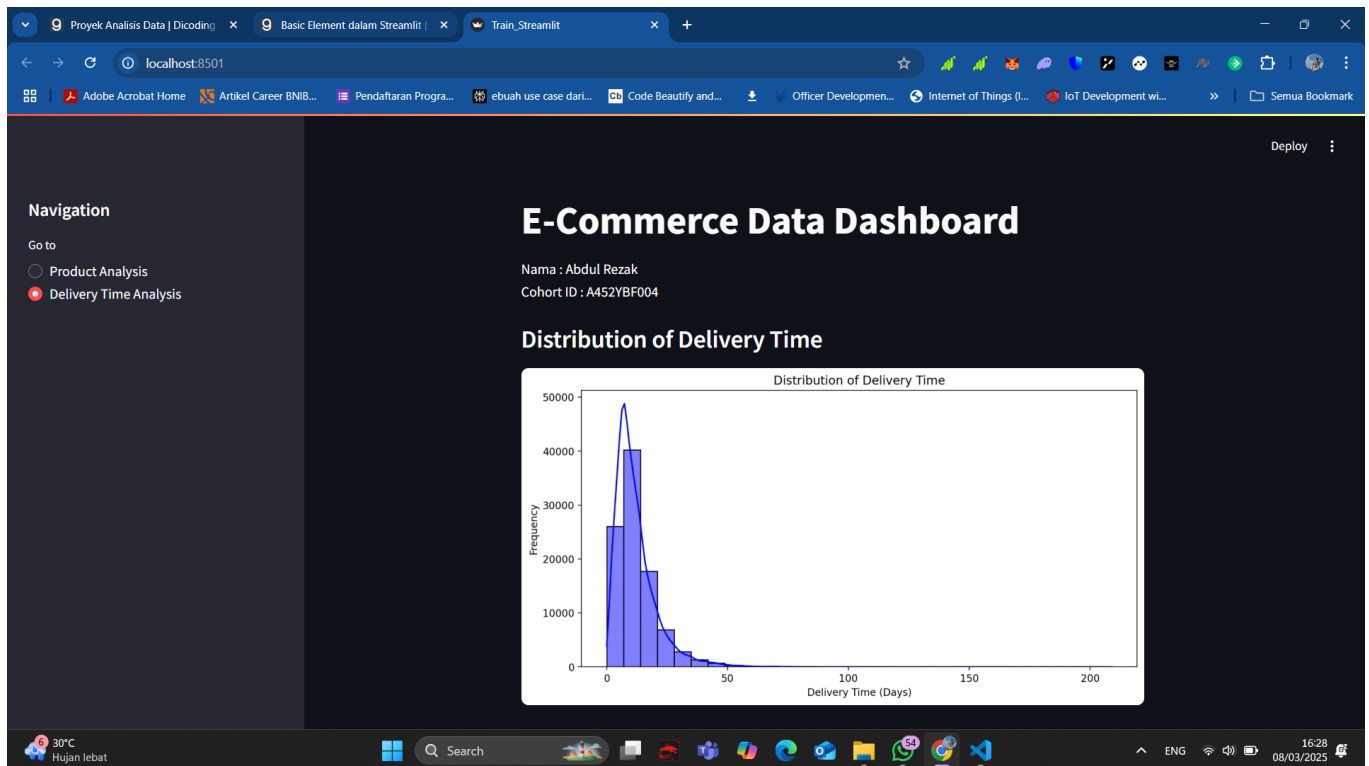 Proyek Analisis Data | Dicoding
Basic Element dalam Streamlit |
Train_Streamlit
localhost:8501
Adobe Acrobat Home
Artikel Career BNIB...
Pendaftaran Progra...
ebuah use case dari...
Cb Code Beautify and...
Officer Developmen...
Internet of Things (I...
IoT Development wi...
»
Semua Bookmark
Deploy
Navigation
Go to
Product Analysis
Delivery Time Analysis
E-Commerce Data Dashboard
Nama : Abdul Rezak
Cohort ID : A452YBF004
Distribution of Delivery Time
Distribution of Delivery Time
50000
40000
30000
20000
10000
0
Frequency
0 50 100 150 200
Delivery Time (Days)
6
30°C
Hujan lebat
Search
54
ENG
16:28
08/03/2025